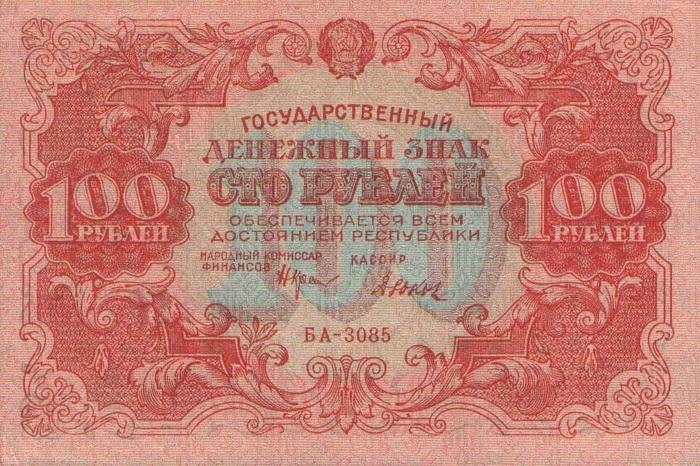 ГОСУДАРСТВЕННЫЙ
ДЕНЕЖНЫЙ ЗНАК
СТО РУБЛЕЙ
100
100 РУБЛЕЙ
100 РУБЛЕЙ
ОБЕСПЕЧИВАЕТСЯ ВСЕМ
ДОСТОЯНИЕМ РЕСПУБЛИКИ
НАРОДНЫЙ КОМИССАР
ФИНАНСОВ
КАССИР
БА-3085